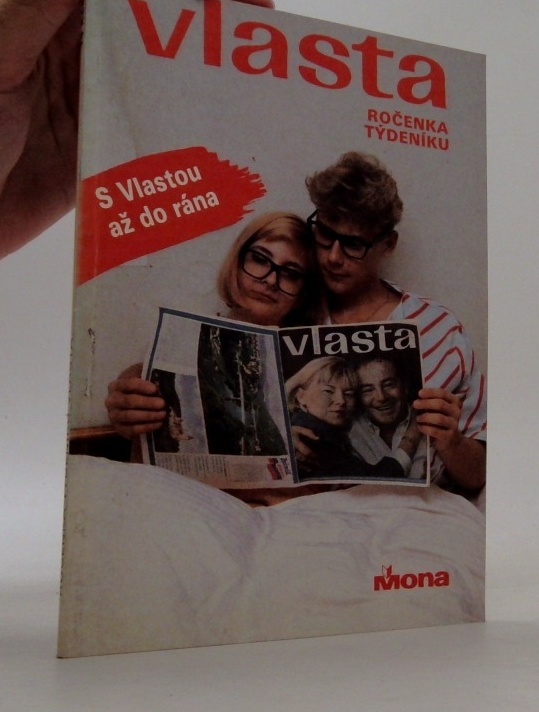 vlasta
ROČENKA
TÝDENÍKU
S Vlastou
až do rána
vlasta
Mona